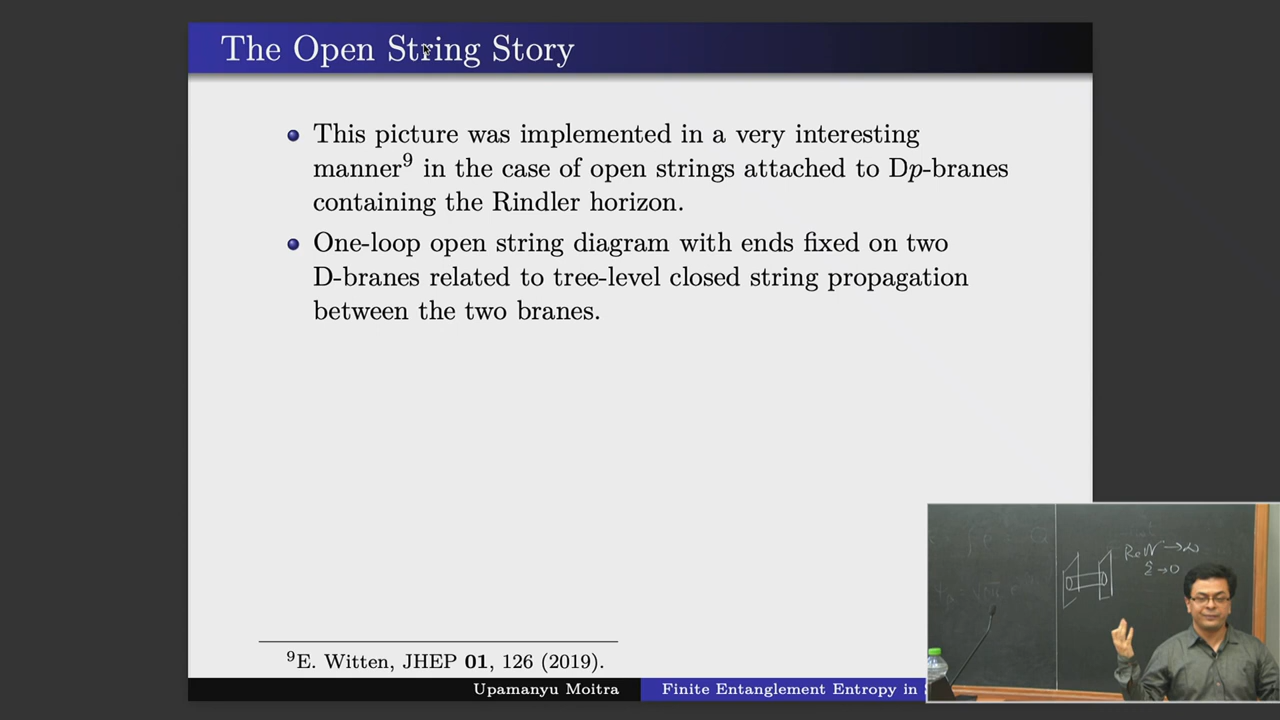 The Open String Story
This picture was implemented in a very interesting
manner⁹ in the case of open strings attached to Dp-branes
containing the Rindler horizon.
One-loop open string diagram with ends fixed on two
D-branes related to tree-level closed string propagation
between the two branes.
⁹E. Witten, JHEP 01, 126 (2019).
Upamanyu Moitra
Finite Entanglement Entropy in
Re N → ∞
ε → 0